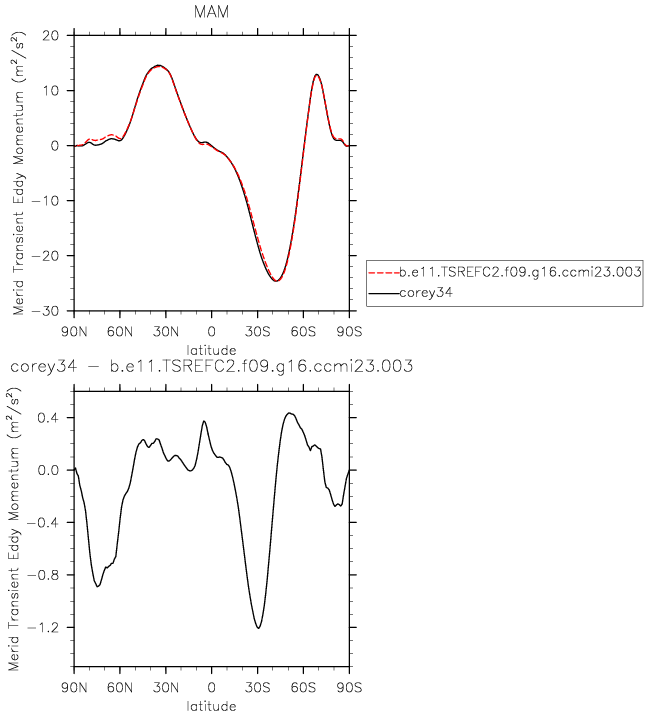 MAM
Merid Transient Eddy Momentum (m²/s²)
20
10
0
−10
−20
−30
90N 60N 30N 0 30S 60S 90S
latitude
b.e11.TSREFC2.f09.g16.ccmi23.003
corey34
corey34 − b.e11.TSREFC2.f09.g16.ccmi23.003
Merid Transient Eddy Momentum (m²/s²)
0.4
0.0
−0.4
−0.8
−1.2
90N 60N 30N 0 30S 60S 90S
latitude